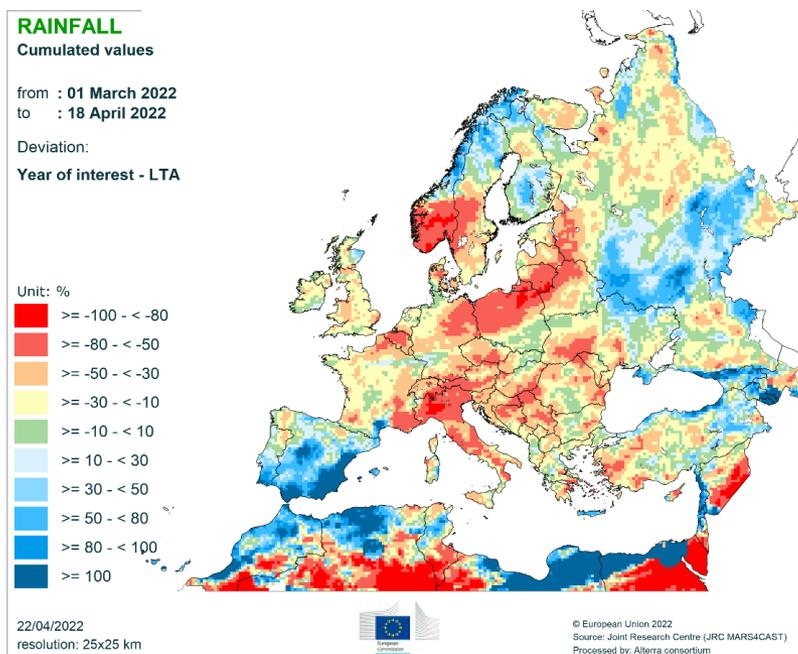 RAINFALL
Cumulated values
from : 01 March 2022
to : 18 April 2022
Deviation:
Year of interest - LTA
Unit: %
>= -100 - < -80
>= -80 - < -50
>= -50 - < -30
>= -30 - < -10
>= -10 - < 10
>= 10 - < 30
>= 30 - < 50
>= 50 - < 80
>= 80 - < 100
>= 100
22/04/2022
resolution: 25x25 km
European
Commission
© European Union 2022
Source: Joint Research Centre (JRC MARS4CAST)
Processed by: Alterra consortium